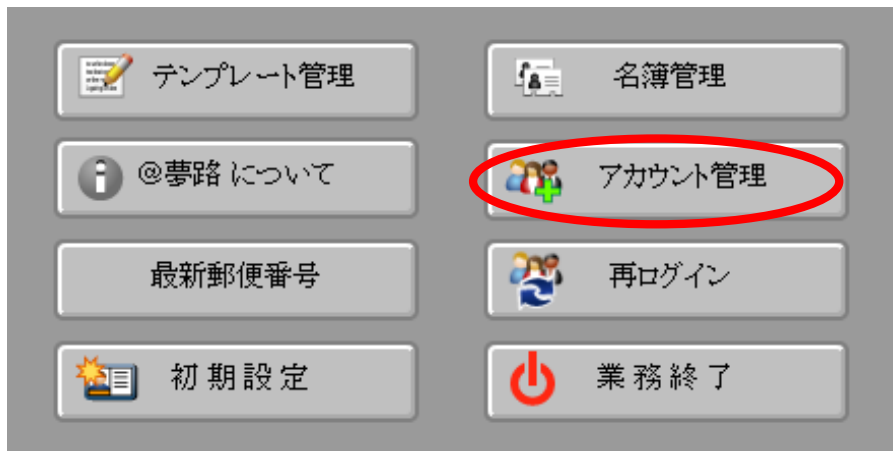 テンプレート管理
名簿管理
@夢路 について
アカウント管理
最新郵便番号
再ログイン
初期設定
業務終了